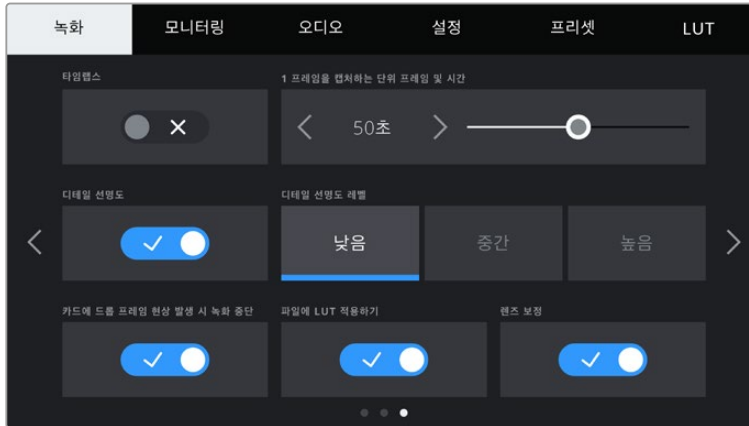 녹화 모니터링 오디오 설정 프리셋 LUT
타임랩스 1 프레임을 캡처하는 단위 프레임 및 시간
50초
디테일 선명도 디테일 선명도 레벨
낮음 중간 높음
카드에 드롭 프레임 현상 발생 시 녹화 중단 파일에 LUT 적용하기 렌즈 보정